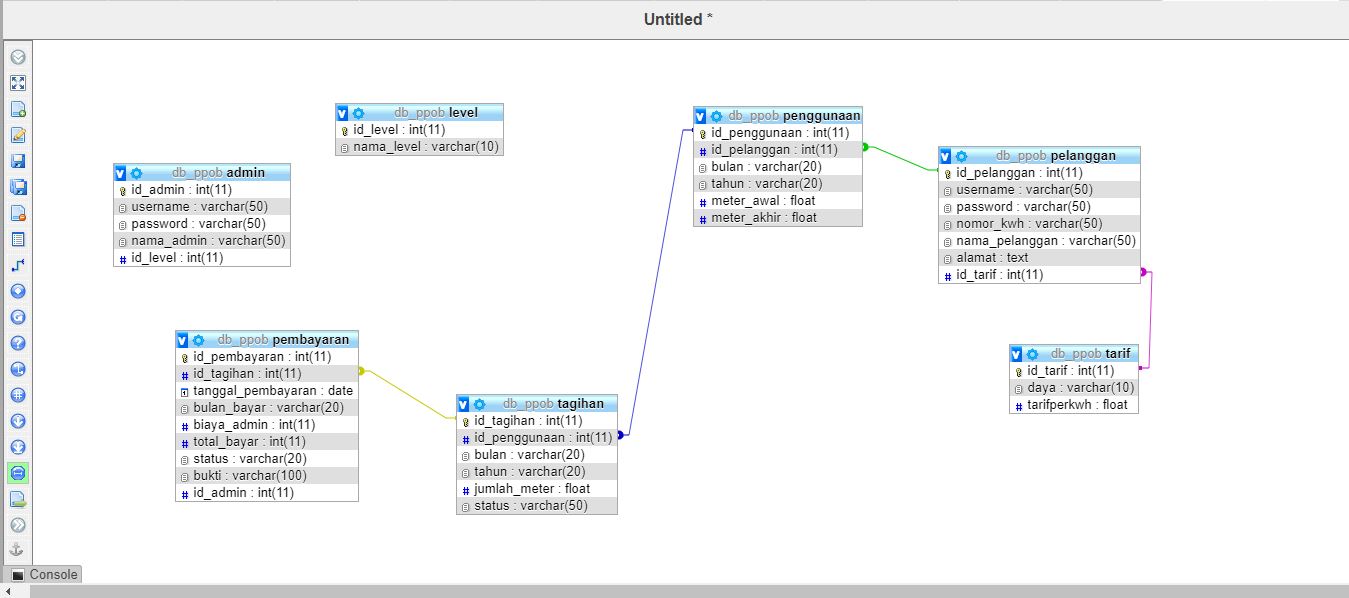 Untitled *
db_ppob level
id_level : int(11)
nama_level : varchar(10)
db_ppob admin
id_admin : int(11)
username : varchar(50)
password : varchar(50)
nama_admin : varchar(50)
id_level : int(11)
db_ppob penggunaan
id_penggunaan : int(11)
id_pelanggan : int(11)
bulan : varchar(20)
tahun : varchar(20)
meter_awal : float
meter_akhir : float
db_ppob pelanggan
id_pelanggan : int(11)
username : varchar(50)
password : varchar(50)
nomor_kwh : varchar(50)
nama_pelanggan : varchar(50)
alamat : text
id_tarif : int(11)
db_ppob pembayaran
id_pembayaran : int(11)
id_tagihan : int(11)
tanggal_pembayaran : date
bulan_bayar : varchar(20)
biaya_admin : int(11)
total_bayar : int(11)
status : varchar(20)
bukti : varchar(100)
id_admin : int(11)
db_ppob tagihan
id_tagihan : int(11)
id_penggunaan : int(11)
bulan : varchar(20)
tahun : varchar(20)
jumlah_meter : float
status : varchar(50)
db_ppob tarif
id_tarif : int(11)
daya : varchar(10)
tarifperkwh : float
Console